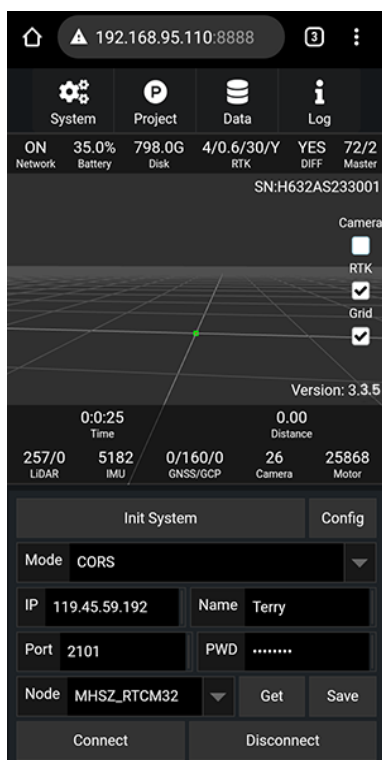 192.168.95.110:8888 3
System Project Data Log
ON 35.0% 798.0G 4/0.6/30/Y YES 72/2
Network Battery Disk RTK DIFF Master
SN:H632AS233001
Camera
RTK
Grid
Version: 3.3.5
0:0:25 0.00
Time Distance
257/0 5182 0/160/0 26 25868
LiDAR IMU GNSS/GCP Camera Motor
Init System Config
Mode CORS
IP 119.45.59.192 Name Terry
Port 2101 PWD ········
Node MHSZ_RTCM32 Get Save
Connect Disconnect